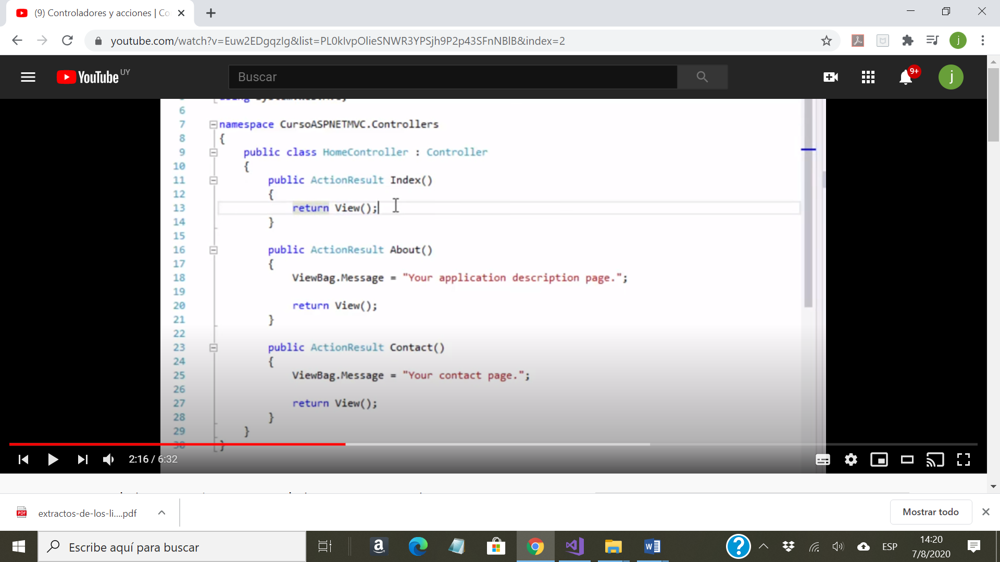 (9) Controladores y acciones | Co
youtube.com/watch?v=Euw2EDgqzIg&list=PL0kIvpOlieSNWR3YPSjh9P2p43SFnNBlB&index=2
j
YouTube UY
Buscar
9+
j
6
7 namespace CursoASPNETMVC.Controllers
8 {
9 public class HomeController : Controller
10 {
11 public ActionResult Index()
12 {
13 return View();
14 }
15
16 public ActionResult About()
17 {
18 ViewBag.Message = "Your application description page.";
19
20 return View();
21 }
22
23 public ActionResult Contact()
24 {
25 ViewBag.Message = "Your contact page.";
26
27 return View();
28 }
29 }
30 }
2:16 / 6:32
PDF
extractos-de-los-li....pdf
Mostrar todo
Escribe aquí para buscar
a
W
?
ESP
14:20
7/8/2020